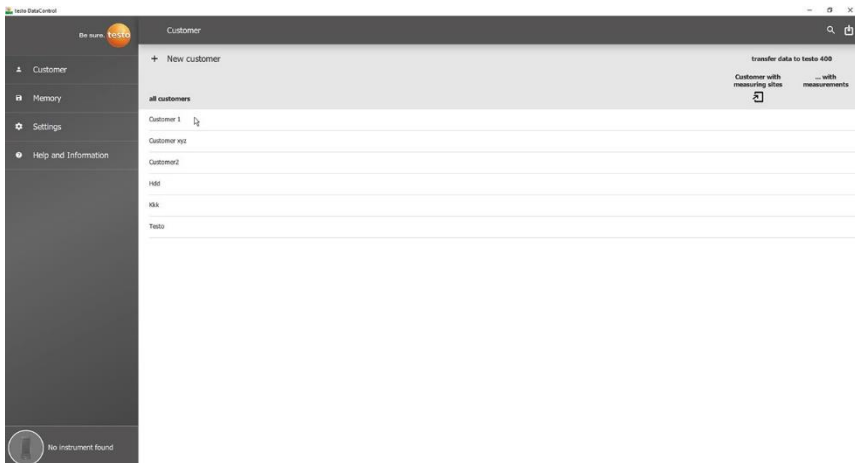 testo DataControl
Be sure. testo
Customer
Customer
Memory
Settings
Help and Information
+ New customer
transfer data to testo 400
Customer with
measuring sites
... with
measurements
all customers
Customer 1
Customer xyz
Customer2
Hdd
Kkk
Testo
No instrument found